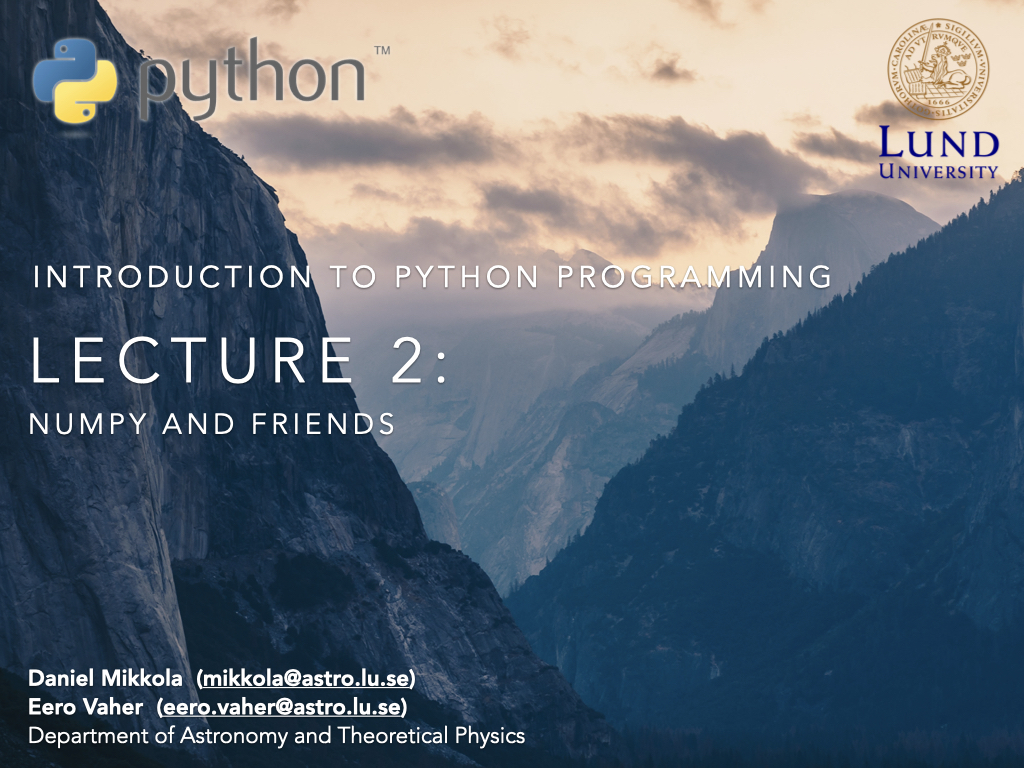 python™
LUND
UNIVERSITY
1666
INTRODUCTION TO PYTHON PROGRAMMING
LECTURE 2:
NUMPY AND FRIENDS
Daniel Mikkola (mikkola@astro.lu.se)
Eero Vaher (eero.vaher@astro.lu.se)
Department of Astronomy and Theoretical Physics